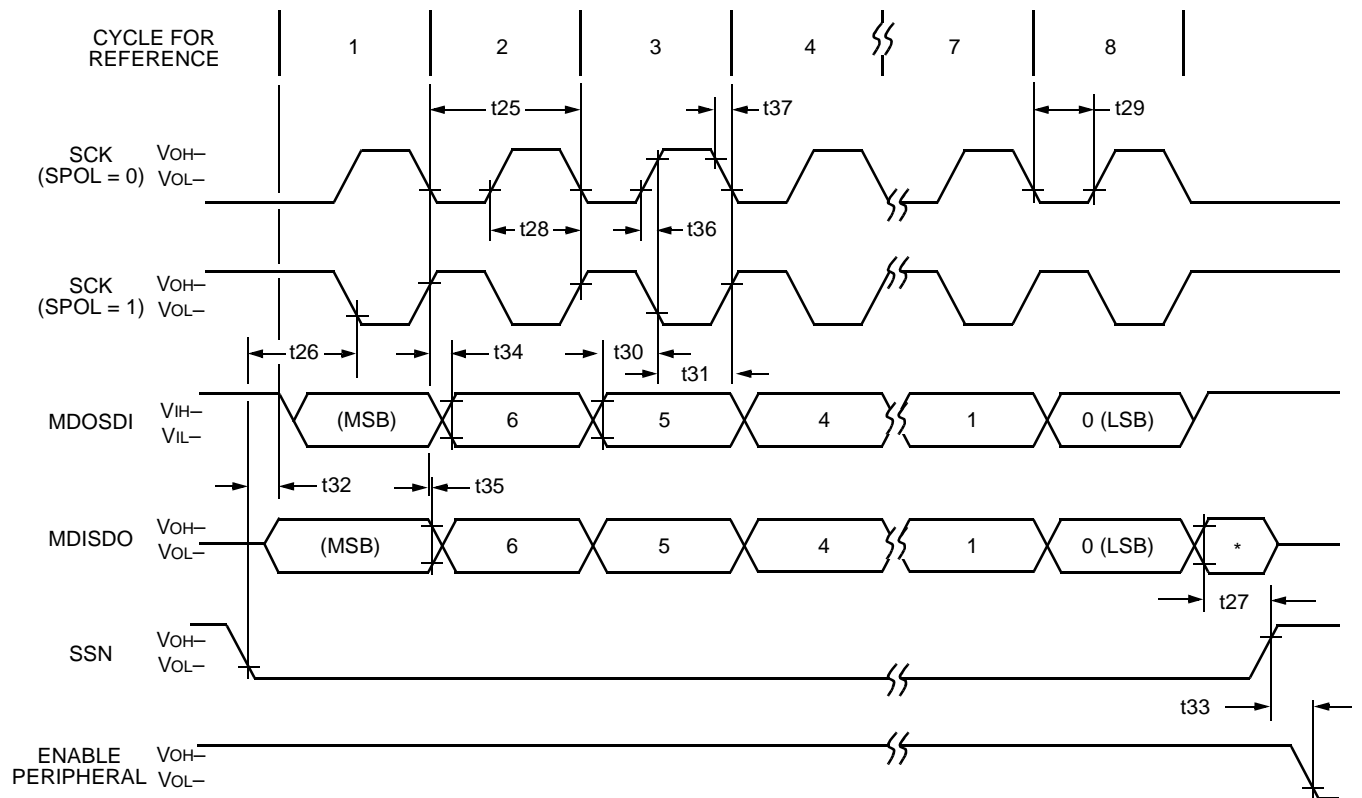 CYCLE FOR
REFERENCE
1 2 3 4 7 8
t25 t37 t29
SCK
(SPOL = 0)
VOH–
VOL–
t28 t36
SCK
(SPOL = 1)
VOH–
VOL–
t26 t34 t30
t31
MDOSDI
VIH–
VIL–
(MSB) 6 5 4 1 0 (LSB)
t32 t35
MDISDO
VOH–
VOL–
(MSB) 6 5 4 1 0 (LSB) *
t27
SSN
VOH–
VOL–
t33
ENABLE
PERIPHERAL
VOH–
VOL–